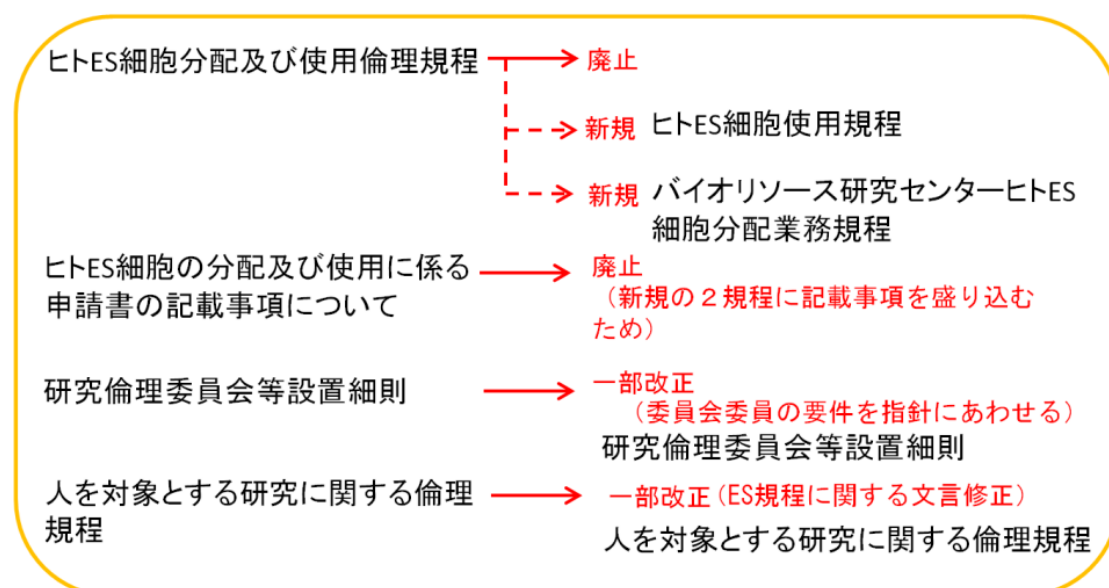 ヒトES細胞分配及び使用倫理規程
廃止
新規 ヒトES細胞使用規程
新規 バイオリソース研究センターヒトES
細胞分配業務規程
ヒトES細胞の分配及び使用に係る
申請書の記載事項について
廃止
（新規の２規程に記載事項を盛り込む
ため）
研究倫理委員会等設置細則
一部改正
（委員会委員の要件を指針にあわせる）
研究倫理委員会等設置細則
人を対象とする研究に関する倫理
規程
一部改正（ES規程に関する文言修正）
人を対象とする研究に関する倫理規程